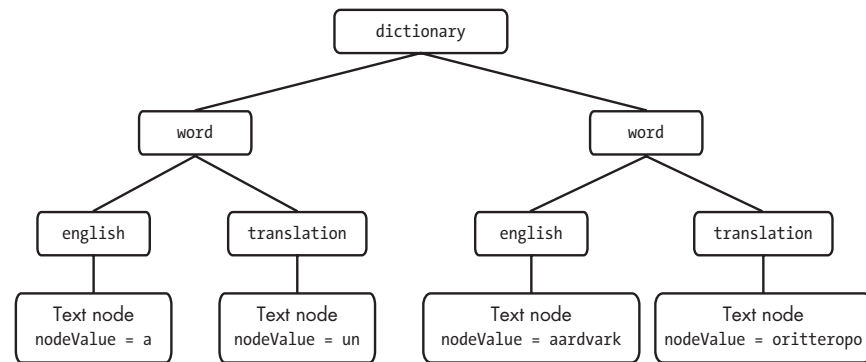 dictionary
word
word
english
translation
english
translation
Text node
nodeValue = a
Text node
nodeValue = un
Text node
nodeValue = aardvark
Text node
nodeValue = oritteropo